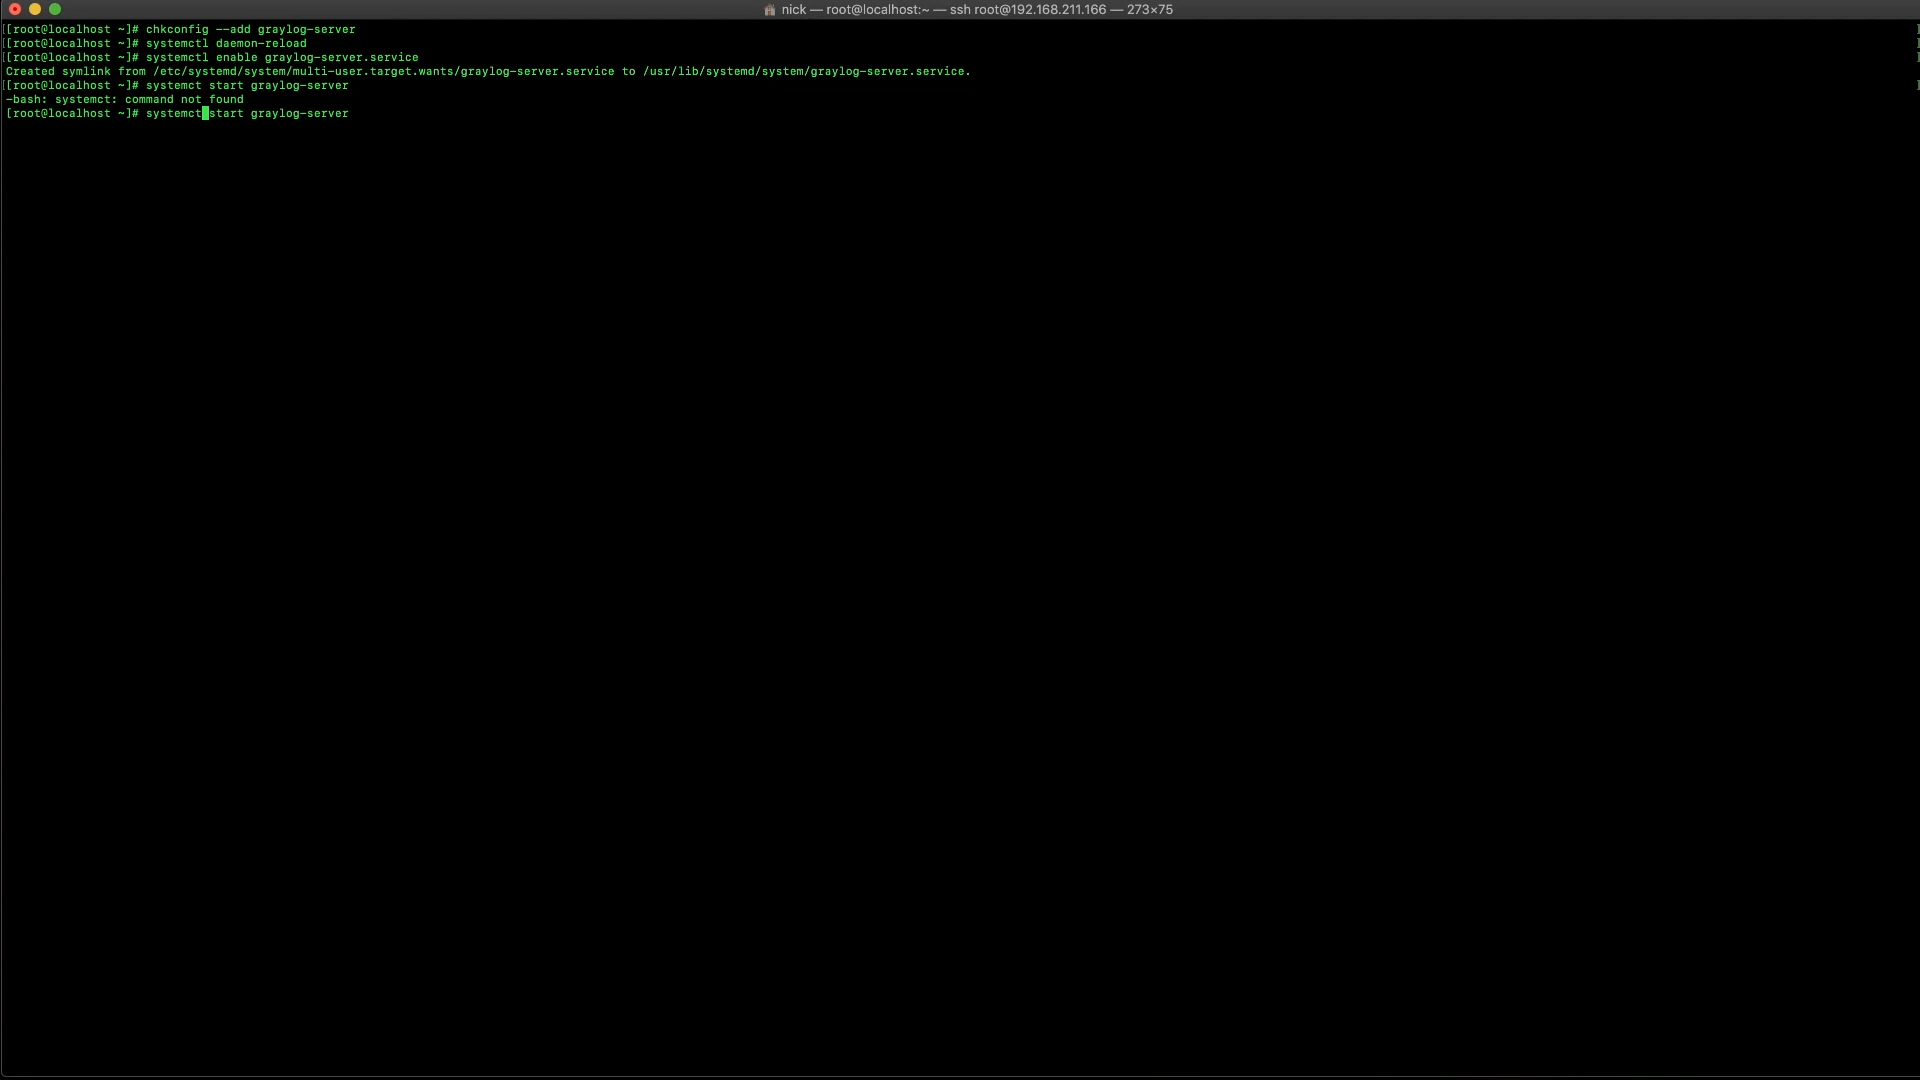 nick — root@localhost:~ — ssh root@192.168.211.166 — 273×75
[[root@localhost ~]# chkconfig --add graylog-server ]
[[root@localhost ~]# systemctl daemon-reload ]
[[root@localhost ~]# systemctl enable graylog-server.service ]
Created symlink from /etc/systemd/system/multi-user.target.wants/graylog-server.service to /usr/lib/systemd/system/graylog-server.service.
[[root@localhost ~]# systemct start graylog-server ]
-bash: systemct: command not found
[root@localhost ~]# systemct start graylog-server